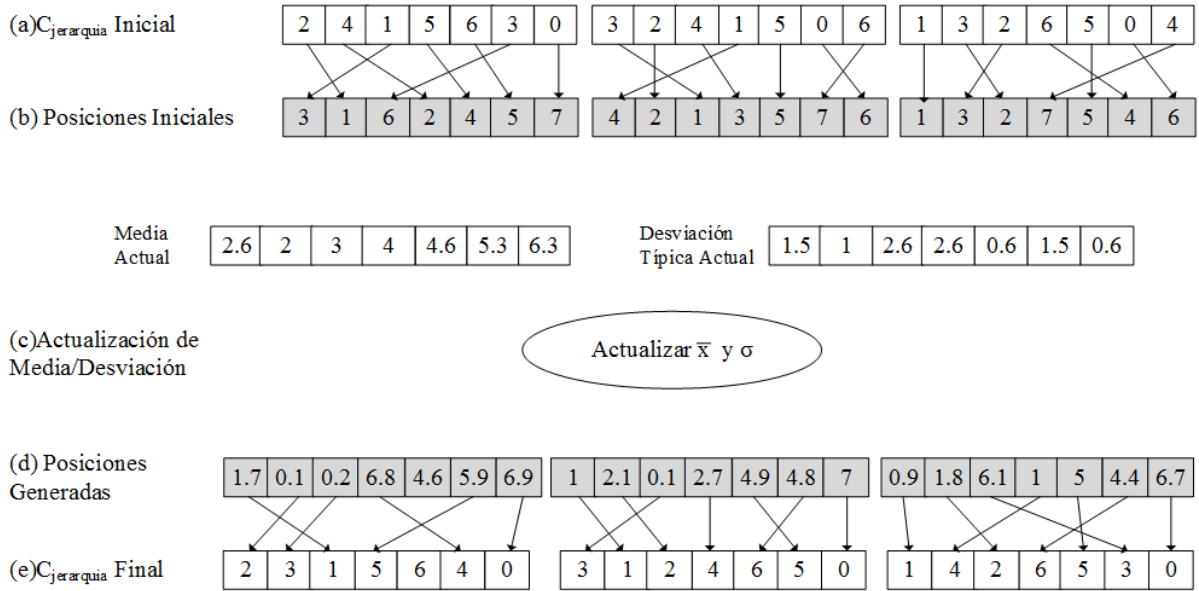 (a)Cjerarquia Inicial 2 4 1 5 6 3 0 3 2 4 1 5 0 6 1 3 2 6 5 0 4
(b) Posiciones Iniciales 3 1 6 2 4 5 7 4 2 1 3 5 7 6 1 3 2 7 5 4 6
Media
Actual
2.6 2 3 4 4.6 5.3 6.3
Desviación
Típica Actual
1.5 1 2.6 2.6 0.6 1.5 0.6
(c)Actualización de
Media/Desviación
Actualizar x̅ y σ
(d) Posiciones
Generadas
1.7 0.1 0.2 6.8 4.6 5.9 6.9 1 2.1 0.1 2.7 4.9 4.8 7 0.9 1.8 6.1 1 5 4.4 6.7
(e)Cjerarquia Final 2 3 1 5 6 4 0 3 1 2 4 6 5 0 1 4 2 6 5 3 0